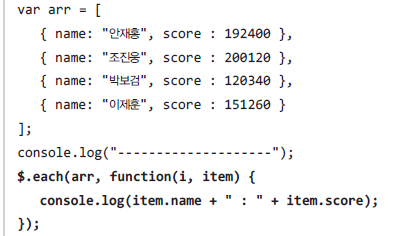 var arr = [
{ name: "안재홍", score : 192400 },
{ name: "조진웅", score : 200120 },
{ name: "박보검", score : 120340 },
{ name: "이제훈", score : 151260 }
];
console.log("--------------------");
$.each(arr, function(i, item) {
console.log(item.name + " : " + item.score);
});